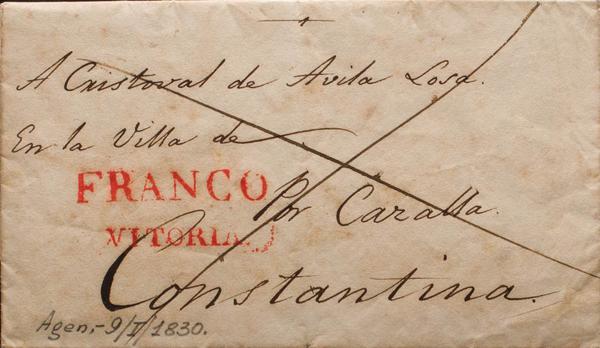 A Cristoval de Avila Losa.
En la Villa de
FRANCO
Por Cazalla.
VITORIA.
Constantina.
Agen,-9/I/1830.